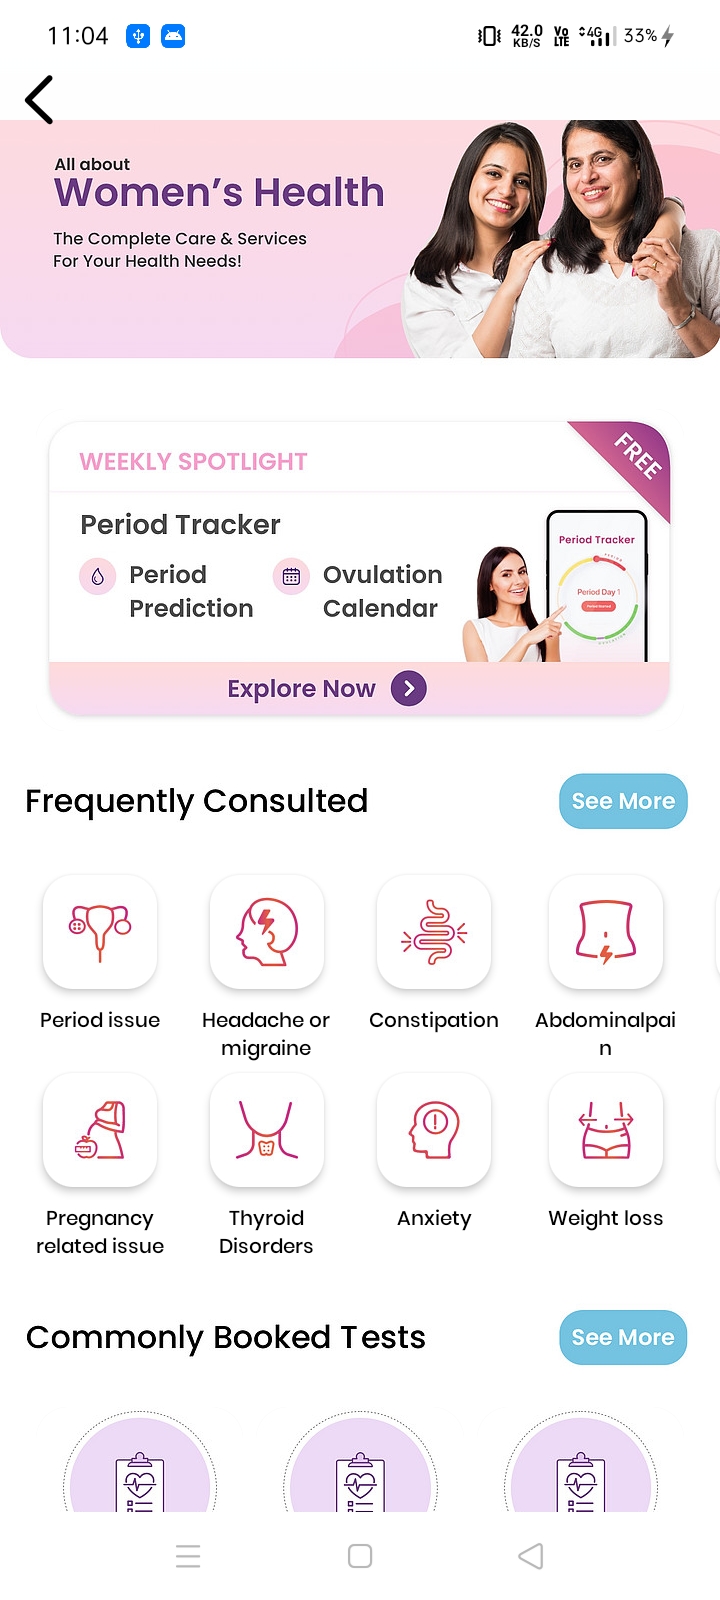 11:04
42.0
KB/S
Vo
LTE
4G
33%
All about
Women's Health
The Complete Care & Services
For Your Health Needs!
WEEKLY SPOTLIGHT
FREE
Period Tracker
Period
Prediction
Ovulation
Calendar
Period Tracker
PERIOD
Period Day 1
OVULATION
Explore Now
Frequently Consulted
See More
Period issue
Headache or
migraine
Constipation
Abdominalpai
n
Pregnancy
related issue
Thyroid
Disorders
Anxiety
Weight loss
Commonly Booked Tests
See More